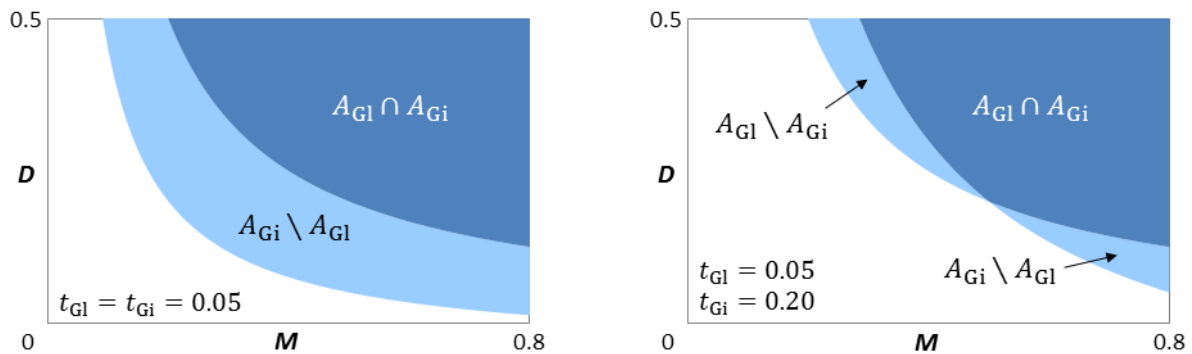 0.5
A_Gl ∩ A_Gi
D
A_Gi \ A_Gl
t_Gl = t_Gi = 0.05
0
M
0.8
0.5
A_Gl ∩ A_Gi
A_Gl \ A_Gi
D
A_Gi \ A_Gl
t_Gl = 0.05
t_Gi = 0.20
0
M
0.8